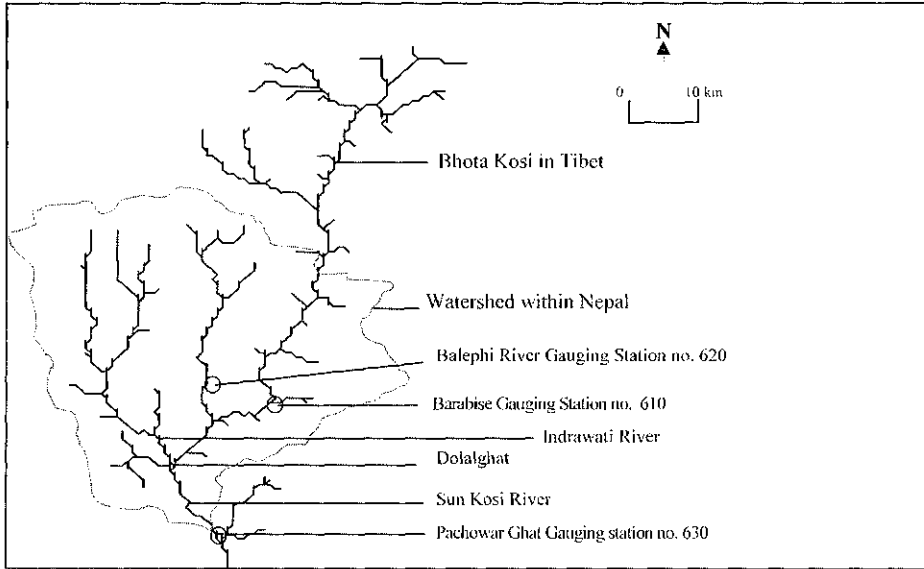 N
0 10 km
Bhota Kosi in Tibet
Watershed within Nepal
Balephi River Gauging Station no. 620
Barabise Gauging Station no. 610
Indrawati River
Dolalghat
Sun Kosi River
Pachowar Ghat Gauging station no. 630